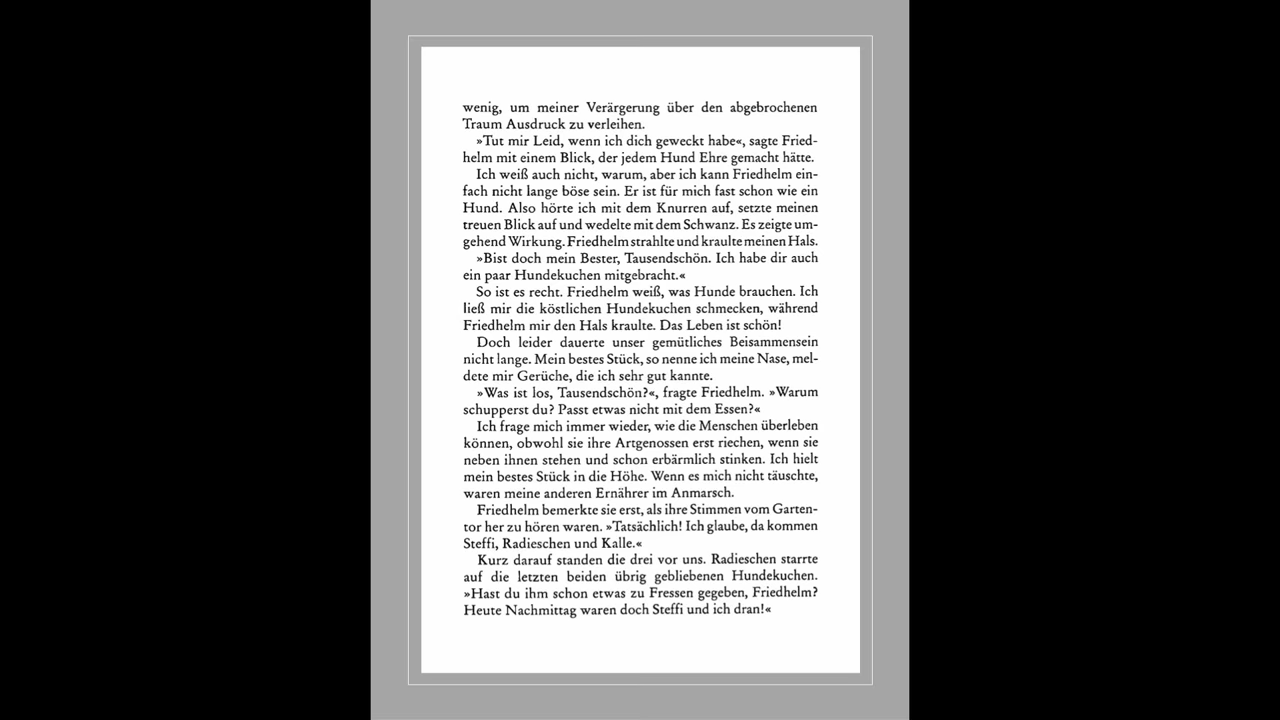 wenig, um meiner Verärgerung über den abgebrochenen
Traum Ausdruck zu verleihen.
»Tut mir Leid, wenn ich dich geweckt habe«, sagte Fried-
helm mit einem Blick, der jedem Hund Ehre gemacht hätte.
Ich weiß auch nicht, warum, aber ich kann Friedhelm ein-
fach nicht lange böse sein. Er ist für mich fast schon wie ein
Hund. Also hörte ich mit dem Knurren auf, setzte meinen
treuen Blick auf und wedelte mit dem Schwanz. Es zeigte um-
gehend Wirkung. Friedhelm strahlte und kraulte meinen Hals.
»Bist doch mein Bester, Tausendschön. Ich habe dir auch
ein paar Hundekuchen mitgebracht.«
So ist es recht. Friedhelm weiß, was Hunde brauchen. Ich
ließ mir die köstlichen Hundekuchen schmecken, während
Friedhelm mir den Hals kraulte. Das Leben ist schön!
Doch leider dauerte unser gemütliches Beisammensein
nicht lange. Mein bestes Stück, so nenne ich meine Nase, mel-
dete mir Gerüche, die ich sehr gut kannte.
»Was ist los, Tausendschön?«, fragte Friedhelm. »Warum
schupperst du? Passt etwas nicht mit dem Essen?«
Ich frage mich immer wieder, wie die Menschen überleben
können, obwohl sie ihre Artgenossen erst riechen, wenn sie
neben ihnen stehen und schon erbärmlich stinken. Ich hielt
mein bestes Stück in die Höhe. Wenn es mich nicht täuschte,
waren meine anderen Ernährer im Anmarsch.
Friedhelm bemerkte sie erst, als ihre Stimmen vom Garten-
tor her zu hören waren. »Tatsächlich! Ich glaube, da kommen
Steffi, Radieschen und Kalle.«
Kurz darauf standen die drei vor uns. Radieschen starrte
auf die letzten beiden übrig gebliebenen Hundekuchen.
»Hast du ihm schon etwas zu Fressen gegeben, Friedhelm?
Heute Nachmittag waren doch Steffi und ich dran!«